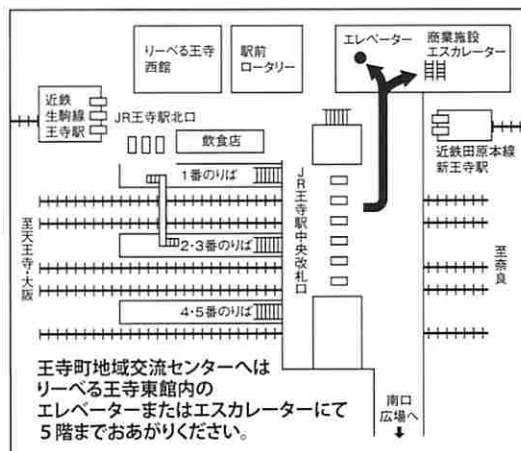 りーべる王寺
西館
駅前
ロータリー
エレベーター
商業施設
エスカレーター
近鉄
生駒線
王寺駅
JR王寺駅北口
飲食店
近鉄田原本線
新王寺駅
1番のりば
JR王寺駅中央改札口
至天王寺・大阪
2・3番のりば
至奈良
4・5番のりば
王寺町地域交流センターへは
りーべる王寺東館内の
エレベーターまたはエスカレーターにて
5階までおあがりください。
南口
広場へ